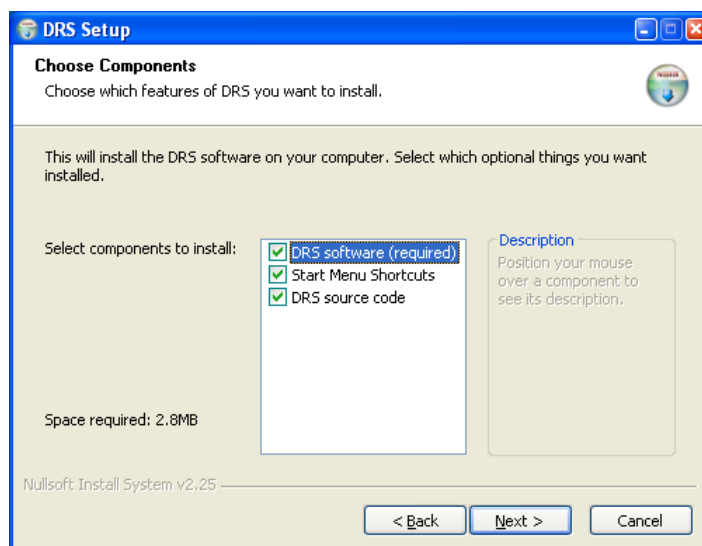 DRS Setup
Choose Components
Choose which features of DRS you want to install.
This will install the DRS software on your computer. Select which optional things you want
installed.
Select components to install:
DRS software (required)
Start Menu Shortcuts
DRS source code
Description
Position your mouse
over a component to
see its description.
Space required: 2.8MB
Nullsoft Install System v2.25
< Back
Next >
Cancel